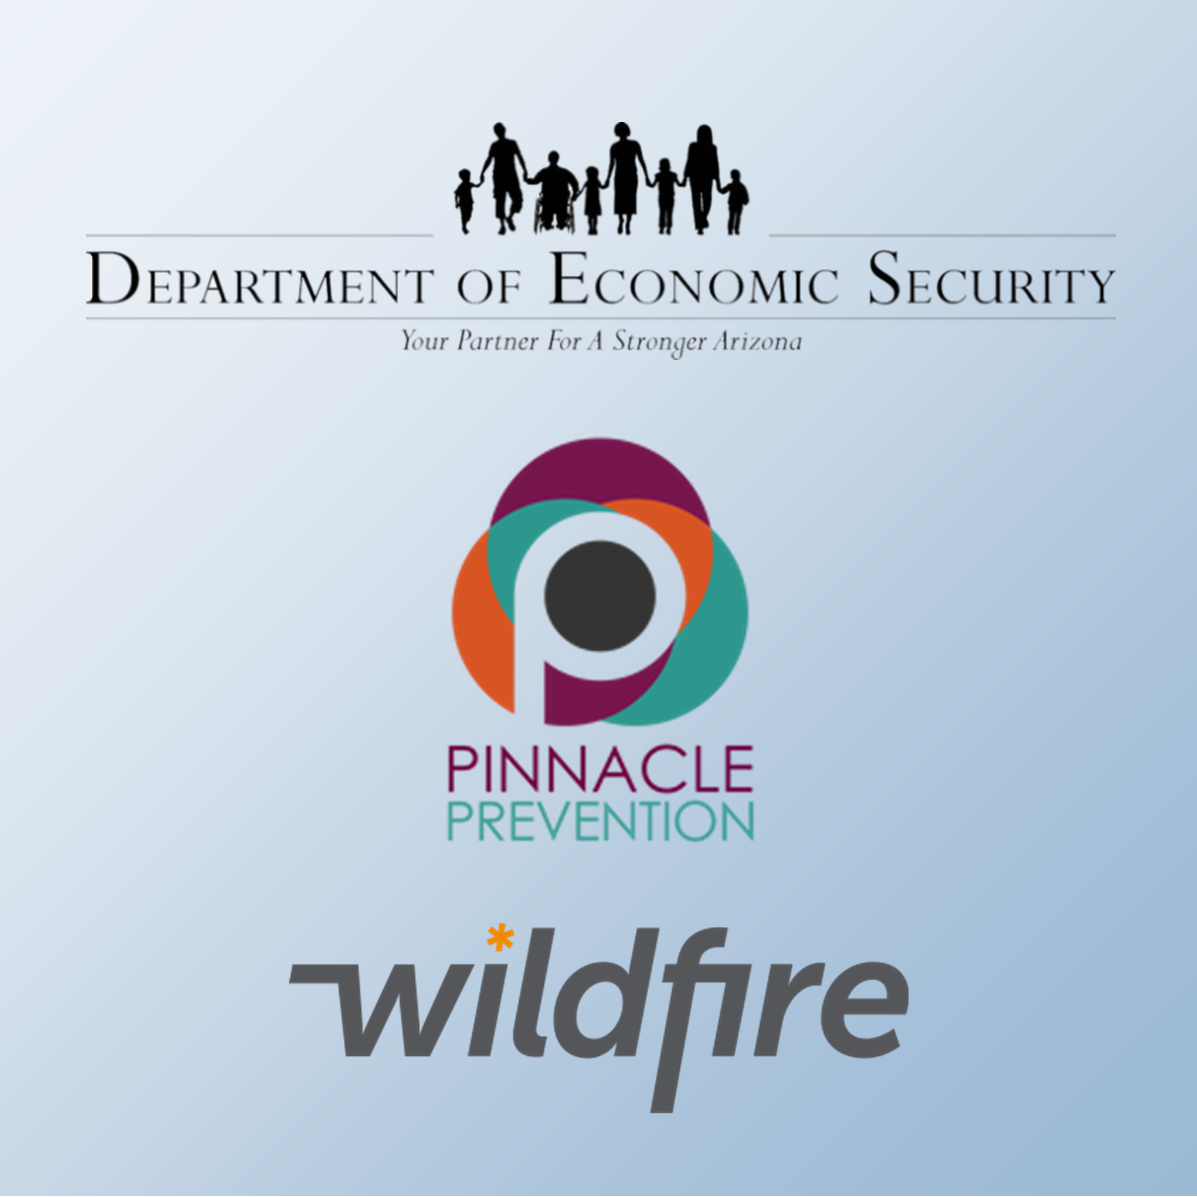 DEPARTMENT OF ECONOMIC SECURITY
Your Partner For A Stronger Arizona
PINNACLE
PREVENTION
wildfire